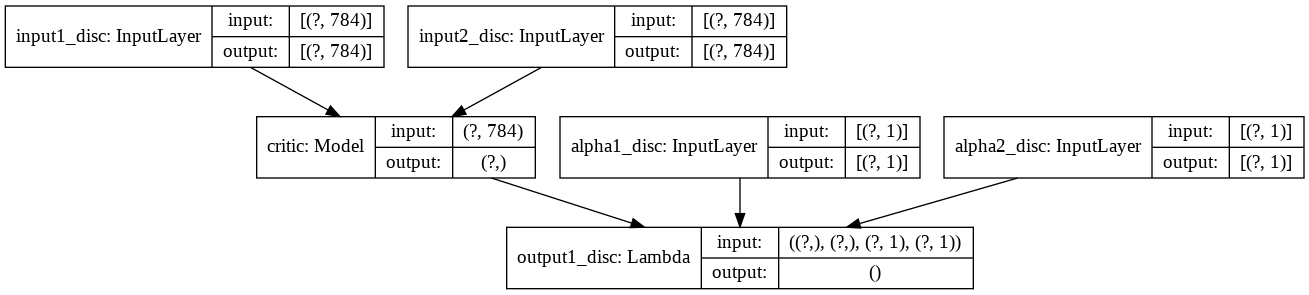 input1_disc: InputLayer
input: [(?, 784)]
output: [(?, 784)]
input2_disc: InputLayer
input: [(?, 784)]
output: [(?, 784)]
critic: Model
input: (?, 784)
output: (?,)
alpha1_disc: InputLayer
input: [(?, 1)]
output: [(?, 1)]
alpha2_disc: InputLayer
input: [(?, 1)]
output: [(?, 1)]
output1_disc: Lambda
input: ((?,), (?,), (?, 1), (?, 1))
output: ()